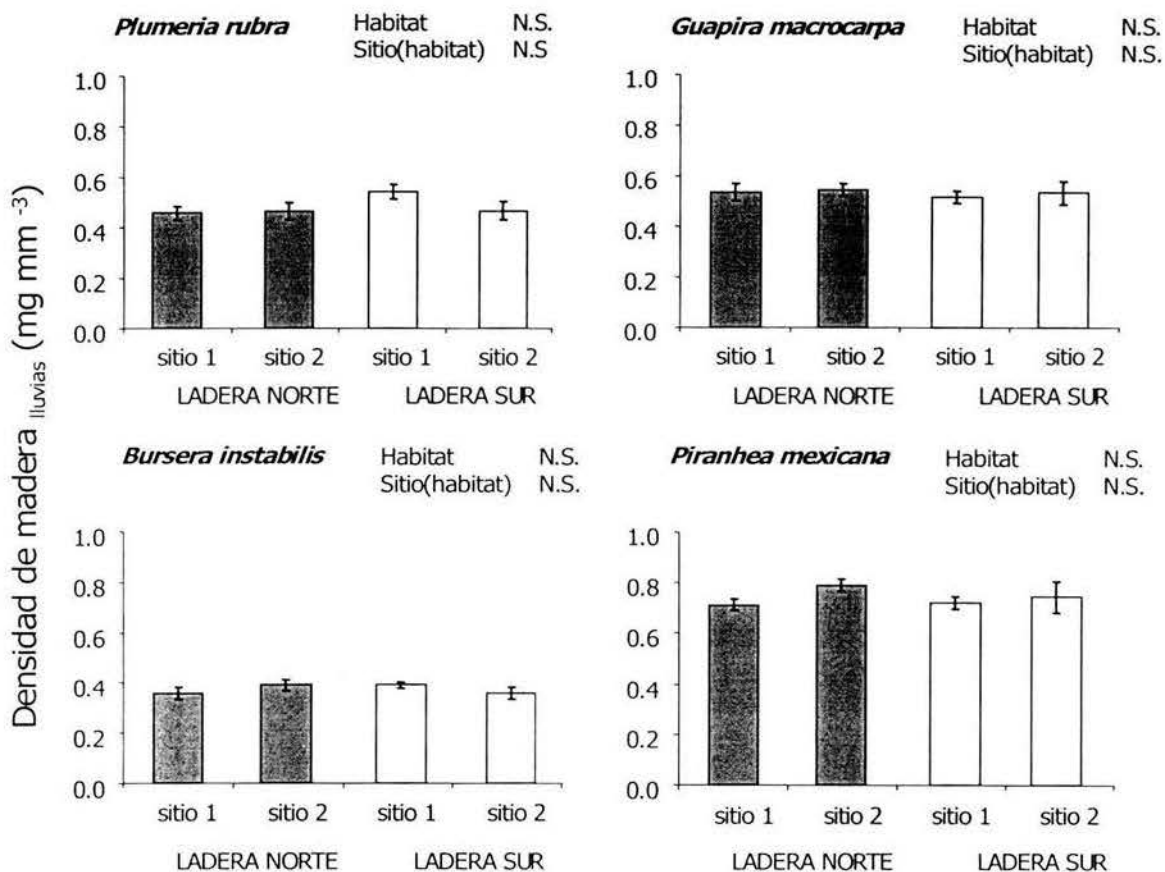 Densidad de madera lluvias (mg mm -3)
Plumeria rubra
Habitat N.S.
Sitio(habitat) N.S
1.0
0.8
0.6
0.4
0.2
0.0
sitio 1 sitio 2 sitio 1 sitio 2
LADERA NORTE LADERA SUR
Guapira macrocarpa
Habitat N.S.
Sitio(habitat) N.S.
1.0
0.8
0.6
0.4
0.2
0.0
sitio 1 sitio 2 sitio 1 sitio 2
LADERA NORTE LADERA SUR
Bursera instabilis
Habitat N.S.
Sitio(habitat) N.S.
1.0
0.8
0.6
0.4
0.2
0.0
sitio 1 sitio 2 sitio 1 sitio 2
LADERA NORTE LADERA SUR
Piranhea mexicana
Habitat N.S.
Sitio(habitat) N.S.
1.0
0.8
0.6
0.4
0.2
0.0
sitio 1 sitio 2 sitio 1 sitio 2
LADERA NORTE LADERA SUR